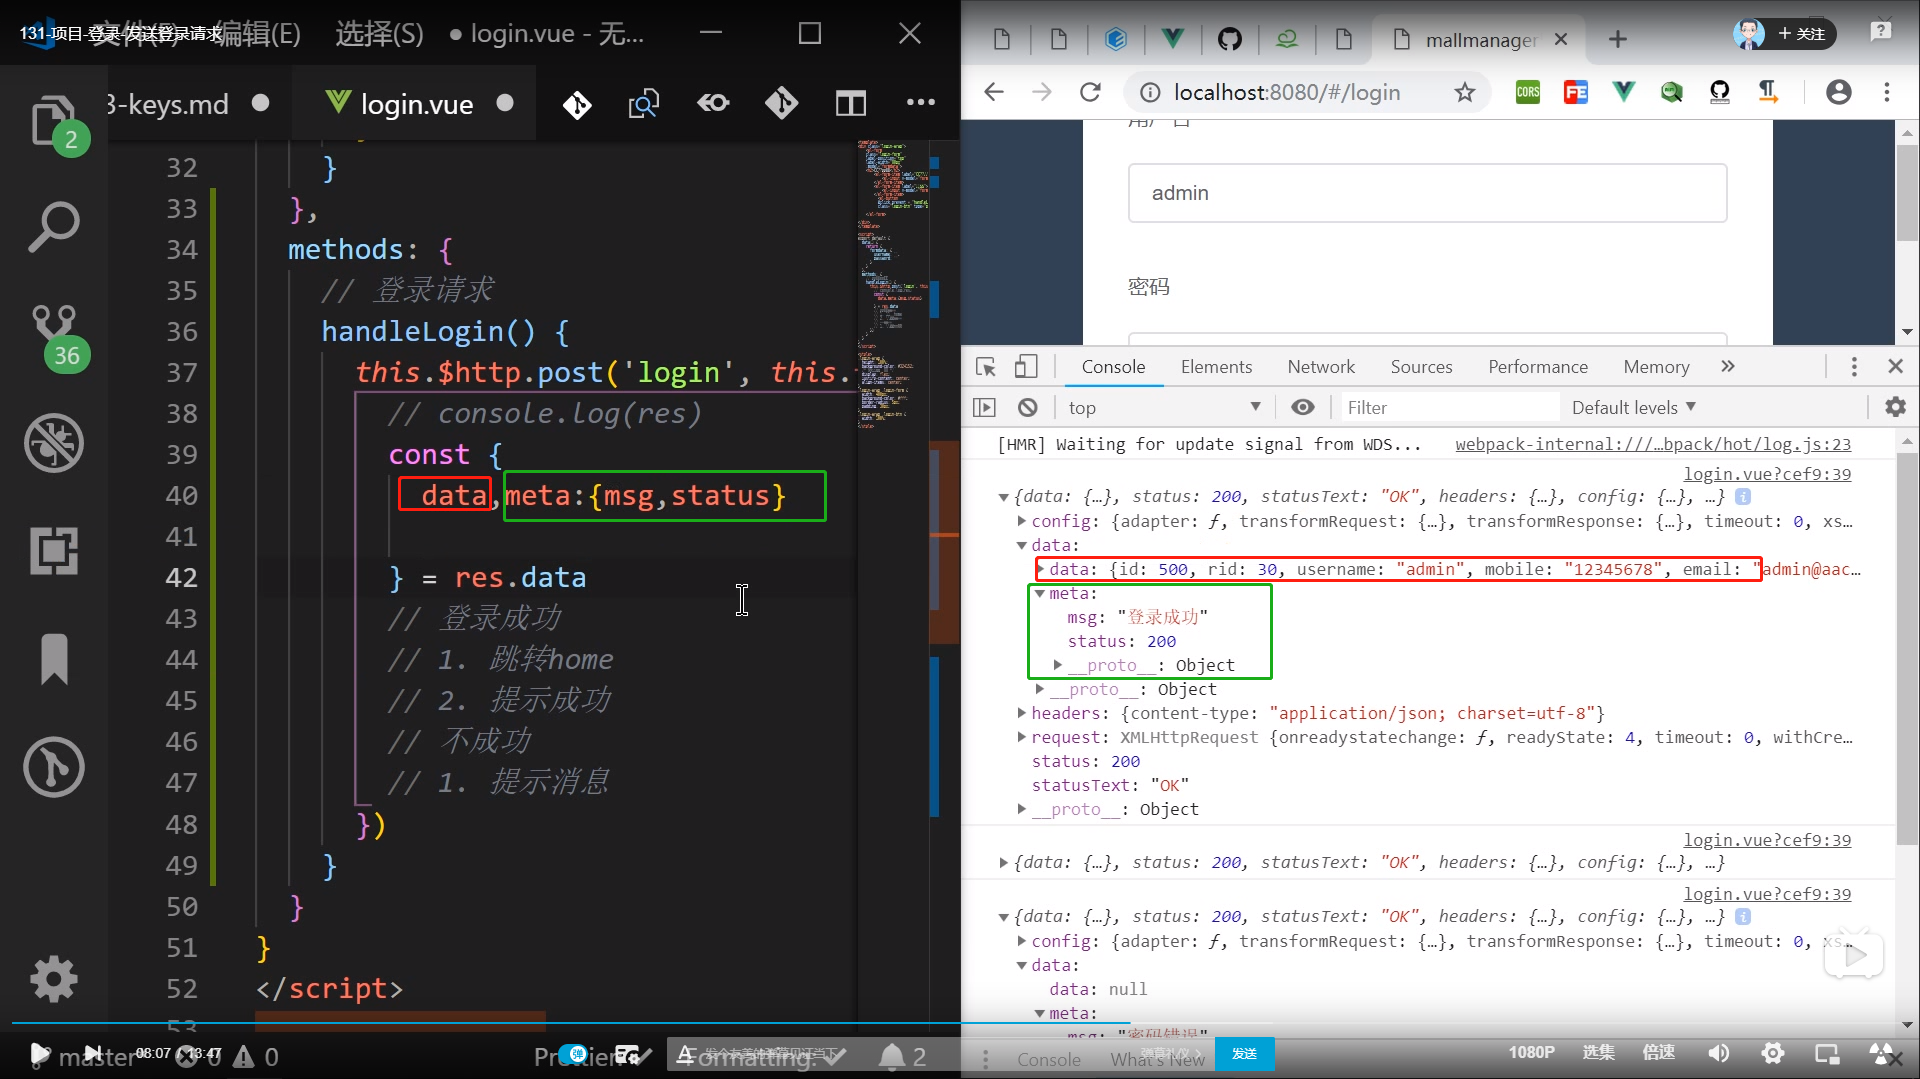 131-项目-登录-发送登录请求
编辑(E) 选择(S) ● login.vue - 无...
3-keys.md
login.vue
2
36
32 }
33 },
34 methods: {
35 // 登录请求
36 handleLogin() {
37 this.$http.post('login', this.
38 // console.log(res)
39 const {
40 data,meta:{msg,status}
41
42 } = res.data
43 // 登录成功
44 // 1. 跳转home
45 // 2. 提示成功
46 // 不成功
47 // 1. 提示消息
48 })
49 }
50 }
51 }
52 </script>
53
master 08:07 / 13:47 0 0
Prettier
弹
Formatting:
2
mallmanager
+ 关注
localhost:8080/#/login
CORS
FE
用户名
admin
密码
Console Elements Network Sources Performance Memory »
top Filter Default levels ▼
[HMR] Waiting for update signal from WDS... webpack-internal:///…bpack/hot/log.js:23
login.vue?cef9:39
▼{data: {…}, status: 200, statusText: "OK", headers: {…}, config: {…}, …}
▶config: {adapter: ƒ, transformRequest: {…}, transformResponse: {…}, timeout: 0, xs…
▼data:
▶data: {id: 500, rid: 30, username: "admin", mobile: "12345678", email: "admin@aac…
▼meta:
msg: "登录成功"
status: 200
▶__proto__: Object
▶__proto__: Object
▶headers: {content-type: "application/json; charset=utf-8"}
▶request: XMLHttpRequest {onreadystatechange: ƒ, readyState: 4, timeout: 0, withCre…
status: 200
statusText: "OK"
▶__proto__: Object
login.vue?cef9:39
▶{data: {…}, status: 200, statusText: "OK", headers: {…}, config: {…}, …}
login.vue?cef9:39
▼{data: {…}, status: 200, statusText: "OK", headers: {…}, config: {…}, …}
▶config: {adapter: ƒ, transformRequest: {…}, transformResponse: {…}, timeout: 0, xs…
▼data:
data: null
▼meta:
msg: "密码错误"
Console What's New
弹幕礼仪 >
发送
1080P 选集 倍速